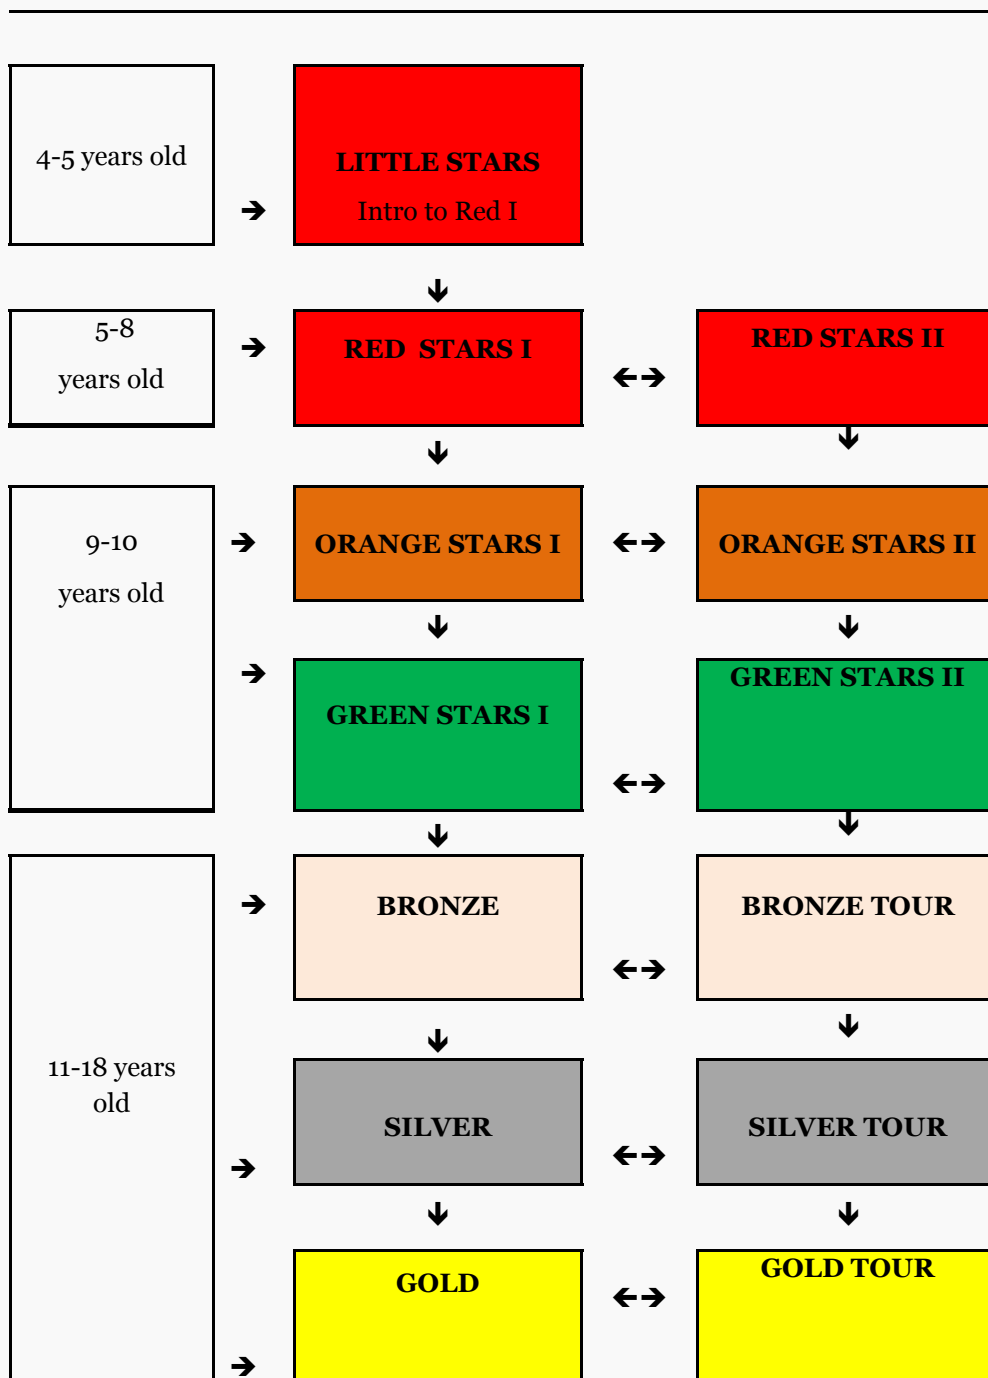 4-5 years old
LITTLE STARS
Intro to Red I
5-8
years old
RED STARS I
RED STARS II
9-10
years old
ORANGE STARS I
ORANGE STARS II
GREEN STARS I
GREEN STARS II
11-18 years
old
BRONZE
BRONZE TOUR
SILVER
SILVER TOUR
GOLD
GOLD TOUR